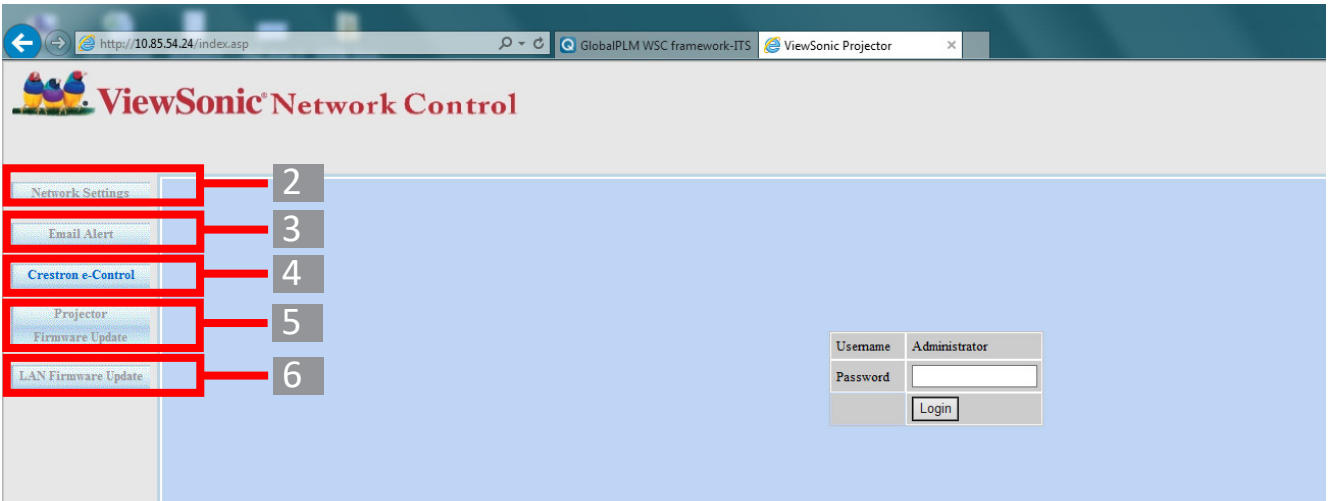 http://10.85.54.24/index.asp
GlobalPLM WSC framework-ITS
ViewSonic Projector
ViewSonic® Network Control
Network Settings
2
Email Alert
3
Crestron e-Control
4
Projector
Firmware Update
5
LAN Firmware Update
6
Username Administrator
Password
Login